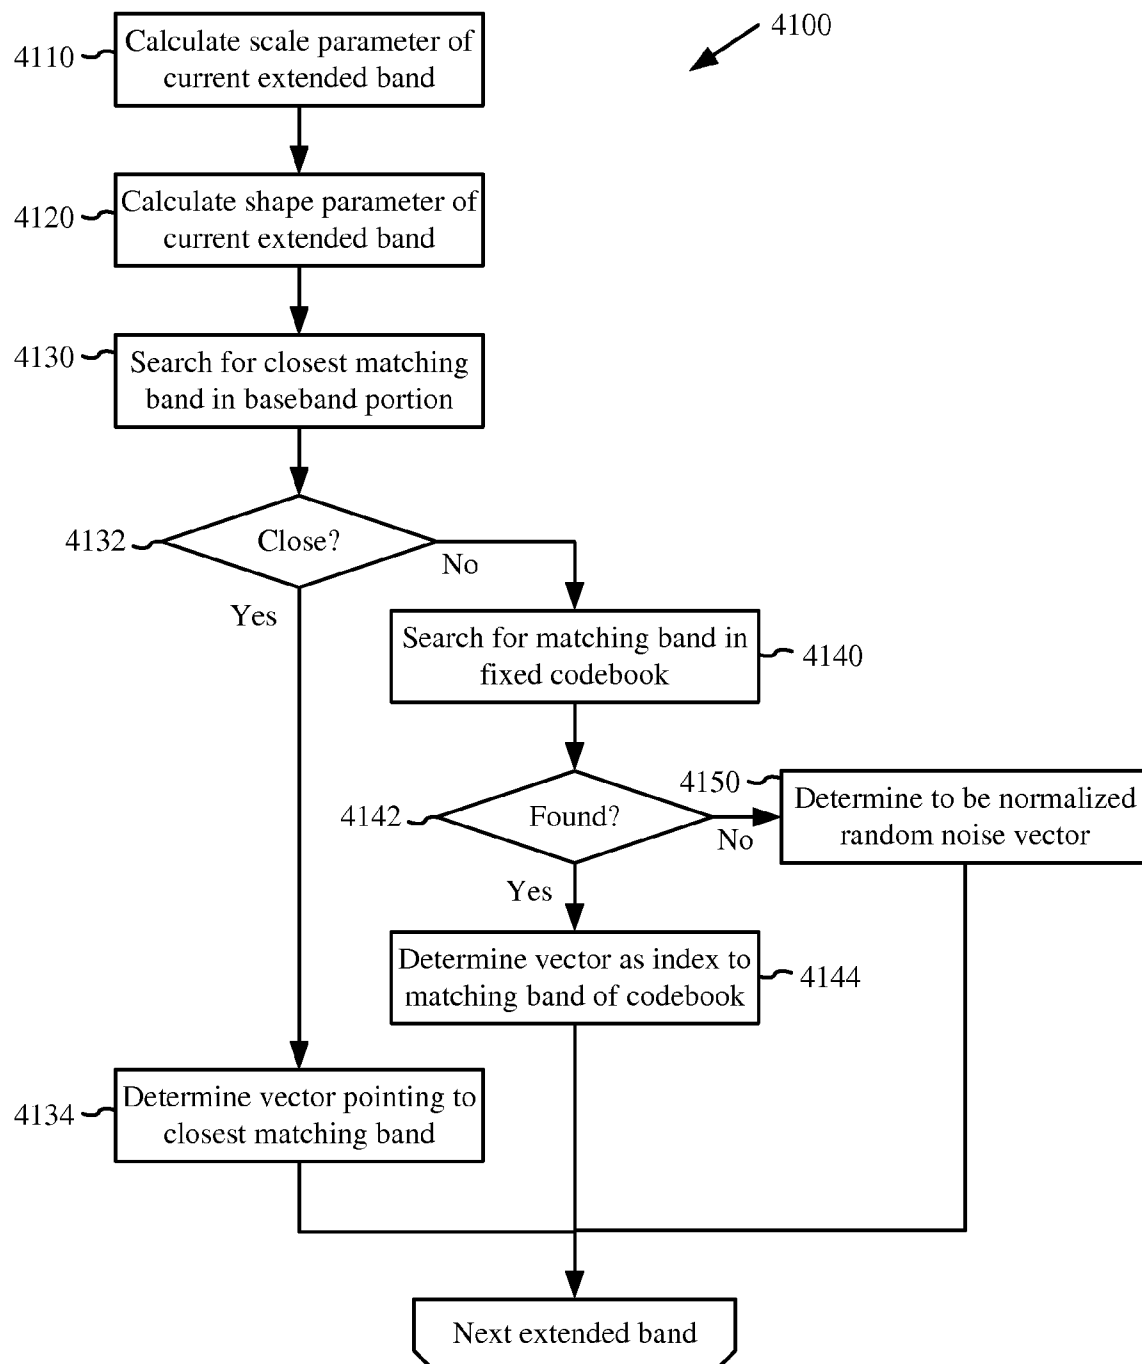 4100
4110
Calculate scale parameter of
current extended band
4120
Calculate shape parameter of
current extended band
4130
Search for closest matching
band in baseband portion
4132
Close?
No
Yes
Search for matching band in
fixed codebook
4140
4150
4142
Found?
No
Determine to be normalized
random noise vector
Yes
Determine vector as index to
matching band of codebook
4144
4134
Determine vector pointing to
closest matching band
Next extended band